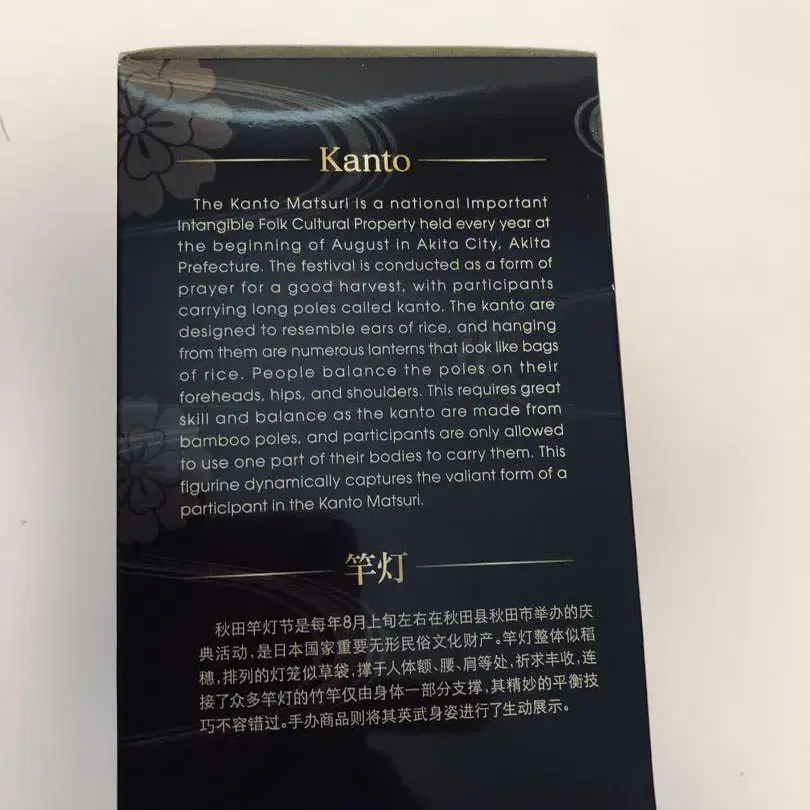 Kanto
The Kanto Matsuri is a national Important
Intangible Folk Cultural Property held every year at
the beginning of August in Akita City, Akita
Prefecture. The festival is conducted as a form of
prayer for a good harvest, with participants
carrying long poles called kanto. The kanto are
designed to resemble ears of rice, and hanging
from them are numerous lanterns that look like bags
of rice. People balance the poles on their
foreheads, hips, and shoulders. This requires great
skill and balance as the kanto are made from
bamboo poles, and participants are only allowed
to use one part of their bodies to carry them. This
figurine dynamically captures the valiant form of a
participant in the Kanto Matsuri.
竿灯
秋田竿灯节是每年8月上旬左右在秋田县秋田市举办的庆
典活动,是日本国家重要无形民俗文化财产。竿灯整体似稻
穗,排列的灯笼似草袋,撑于人体额、腰、肩等处,祈求丰收,连
接了众多竿灯的竹竿仅由身体一部分支撑,其精妙的平衡技
巧不容错过。手办商品则将其英武身姿进行了生动展示。